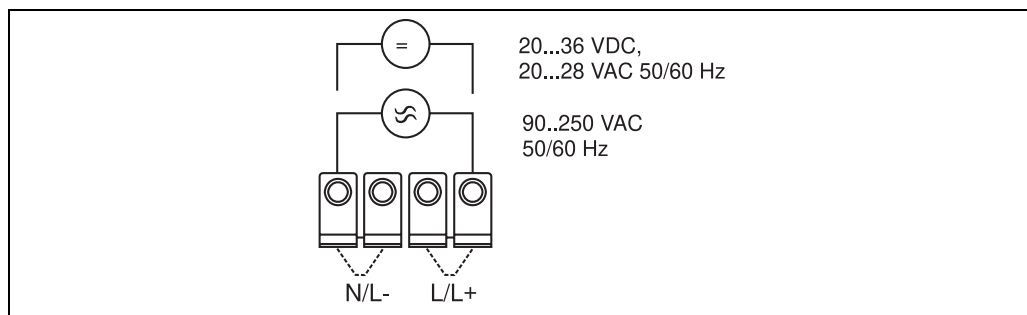 =
20...36 VDC,
20...28 VAC 50/60 Hz
90..250 VAC
50/60 Hz
N/L- L/L+